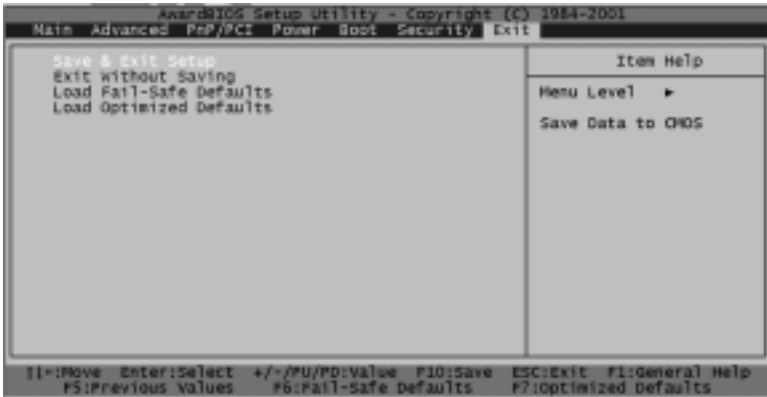 AwardBIOS Setup Utility - Copyright (C) 1984-2001
Main Advanced PnP/PCI Power Boot Security Exit
Save & Exit Setup
Exit Without Saving
Load Fail-Safe Defaults
Load Optimized Defaults
Item Help
Menu Level ►
Save Data to CMOS
:Move Enter:Select +/-/PU/PD:Value F10:Save ESC:Exit F1:General Help
F5:Previous Values F6:Fail-Safe Defaults F7:Optimized Defaults